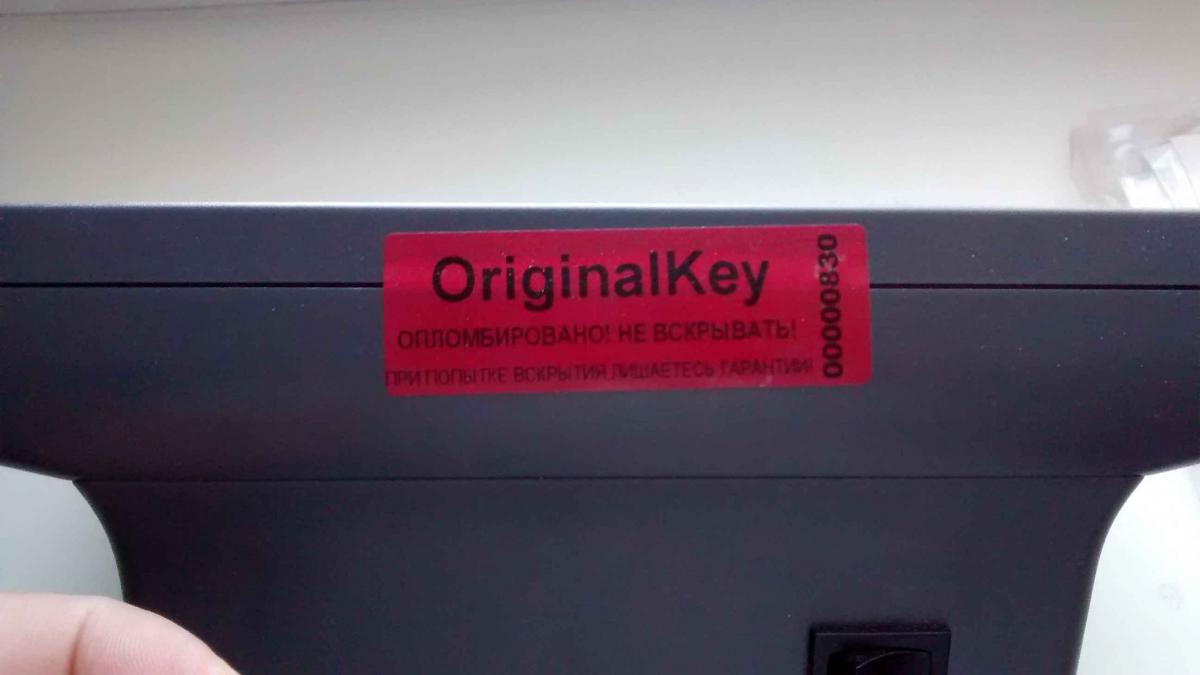 OriginalKey
ОПЛОМБИРОВАНО! НЕ ВСКРЫВАТЬ!
ПРИ ПОПЫТКЕ ВСКРЫТИЯ ЛИШАЕТЕСЬ ГАРАНТИИ!
00000830